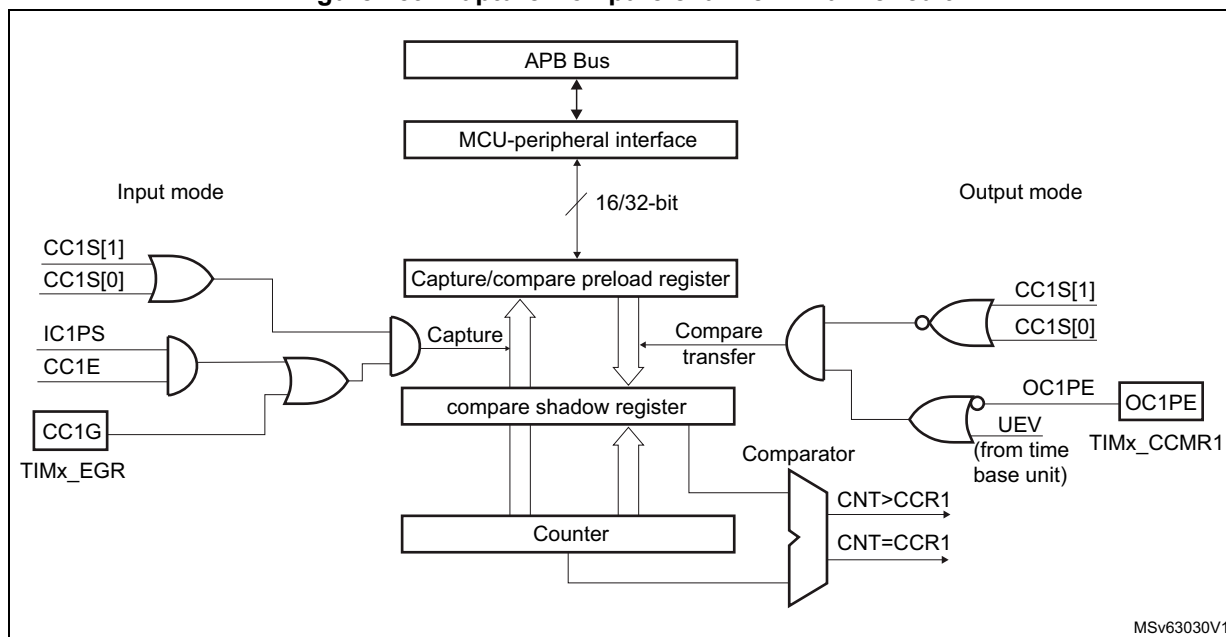 APB Bus
MCU-peripheral interface
16/32-bit
Input mode
Output mode
CC1S[1]
CC1S[0]
IC1PS
CC1E
CC1G
TIMx_EGR
Capture/compare preload register
Capture
Compare
transfer
compare shadow register
Comparator
Counter
CNT>CCR1
CNT=CCR1
CC1S[1]
CC1S[0]
OC1PE
OC1PE
UEV
TIMx_CCMR1
(from time
base unit)
MSv63030V1